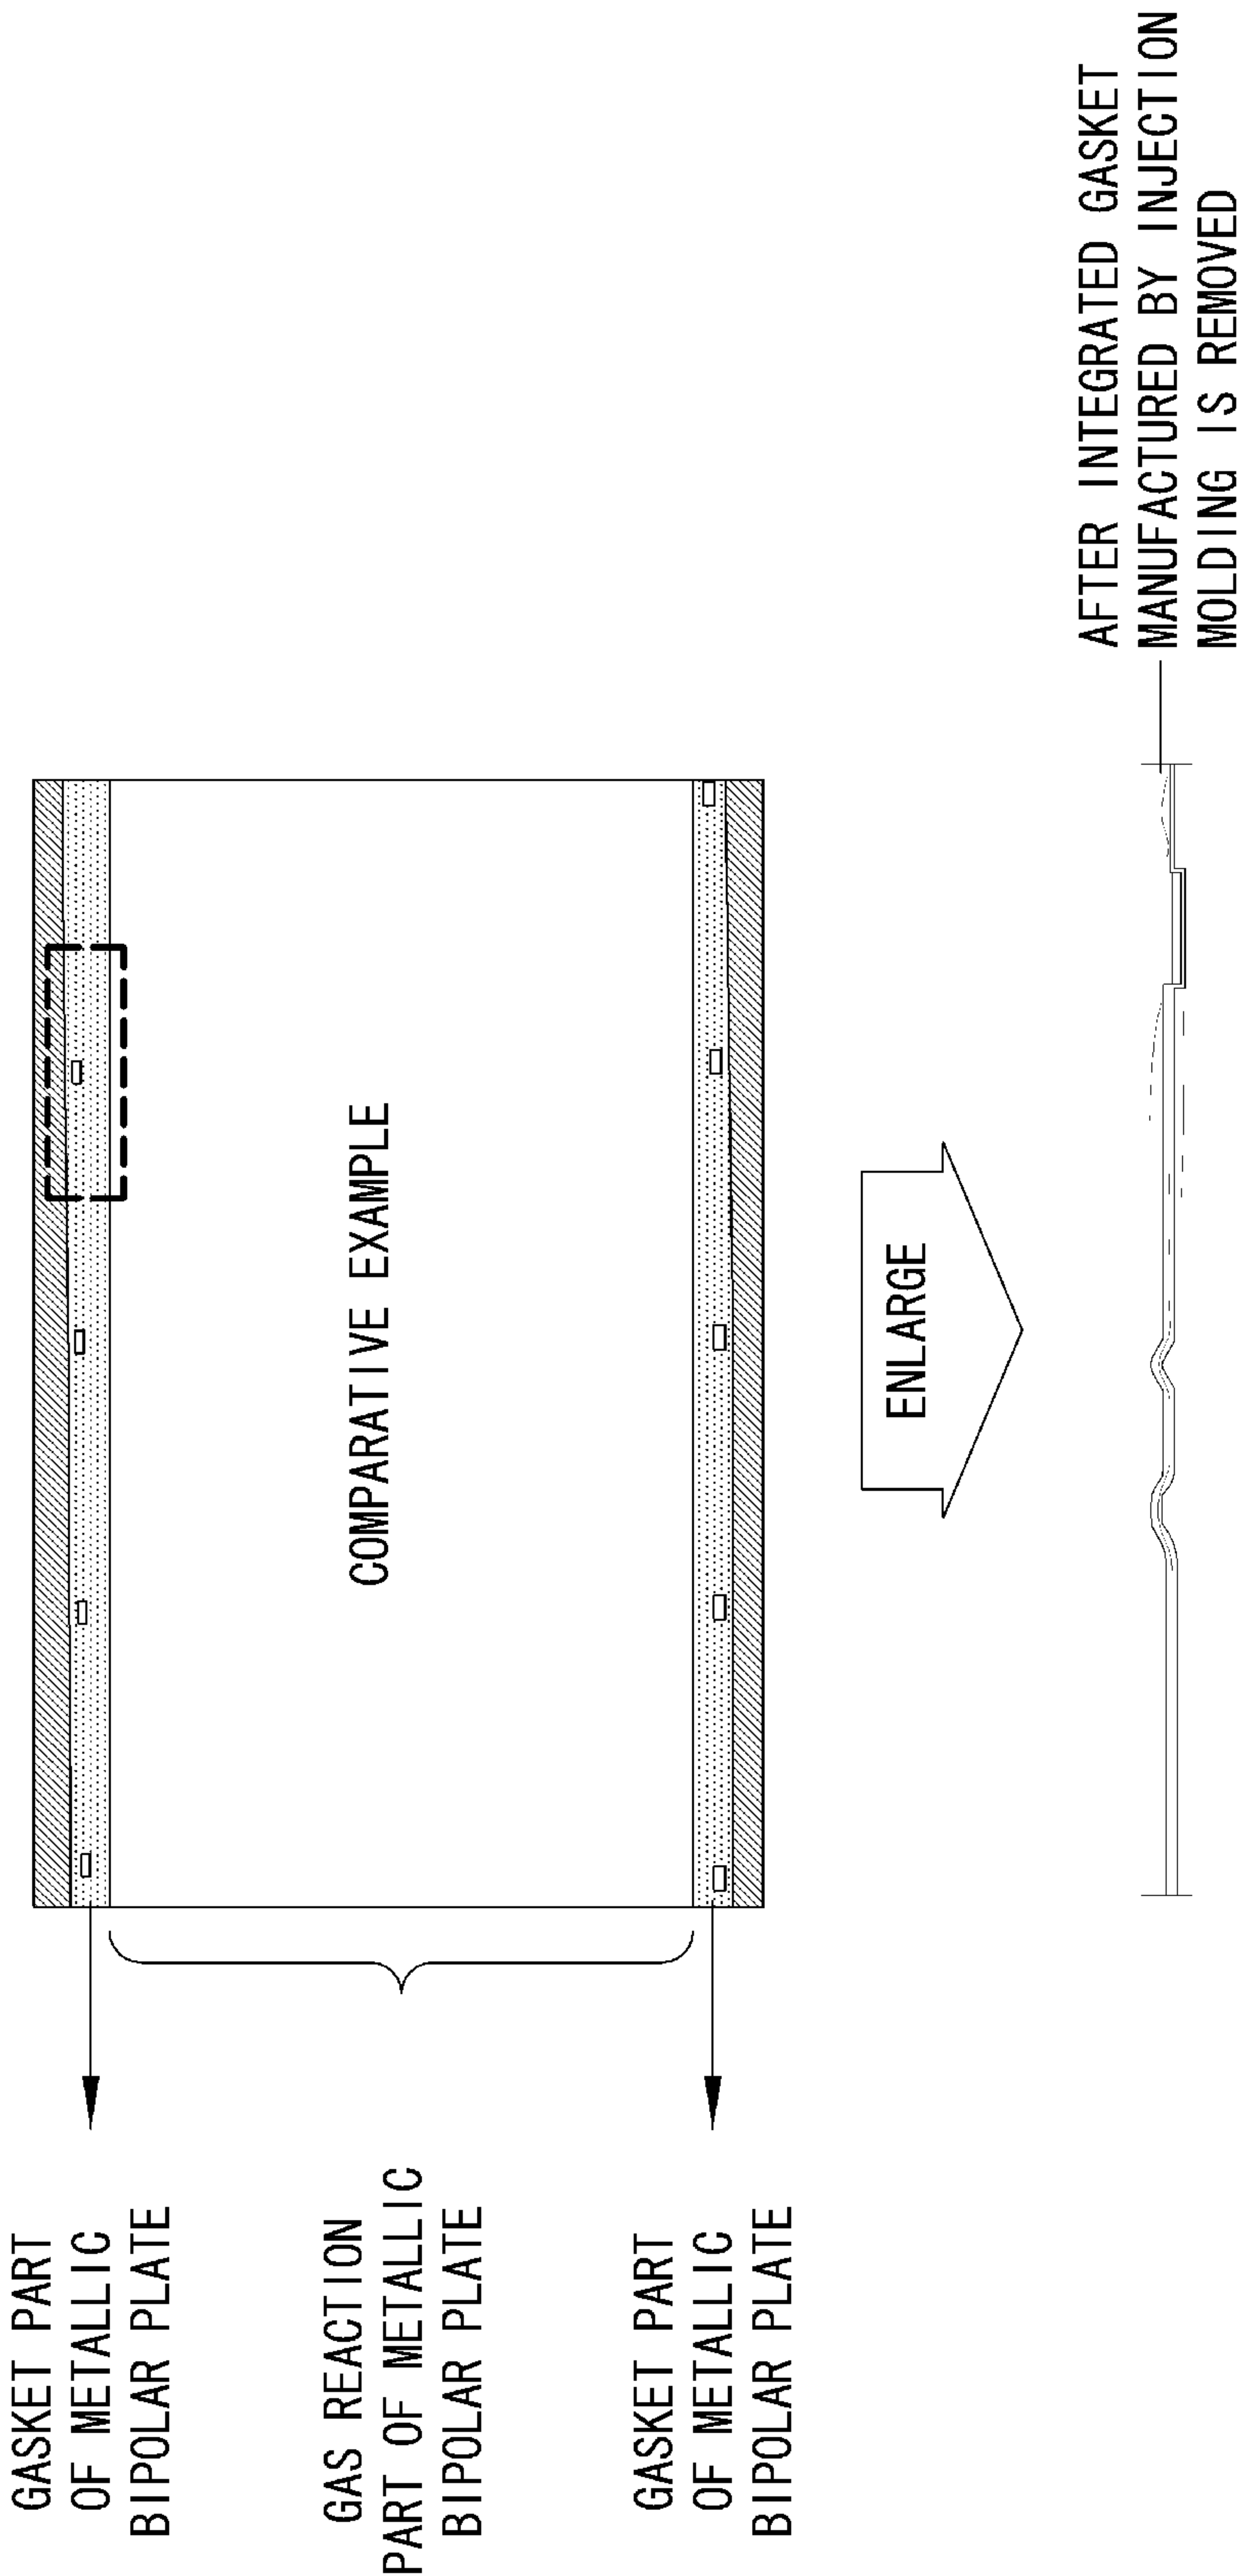 GASKET PART
OF METALLIC
BIPOLAR PLATE
GAS REACTION
PART OF METALLIC
BIPOLAR PLATE
GASKET PART
OF METALLIC
BIPOLAR PLATE
COMPARATIVE EXAMPLE
ENLARGE
AFTER INTEGRATED GASKET
MANUFACTURED BY INJECTION
MOLDING IS REMOVED